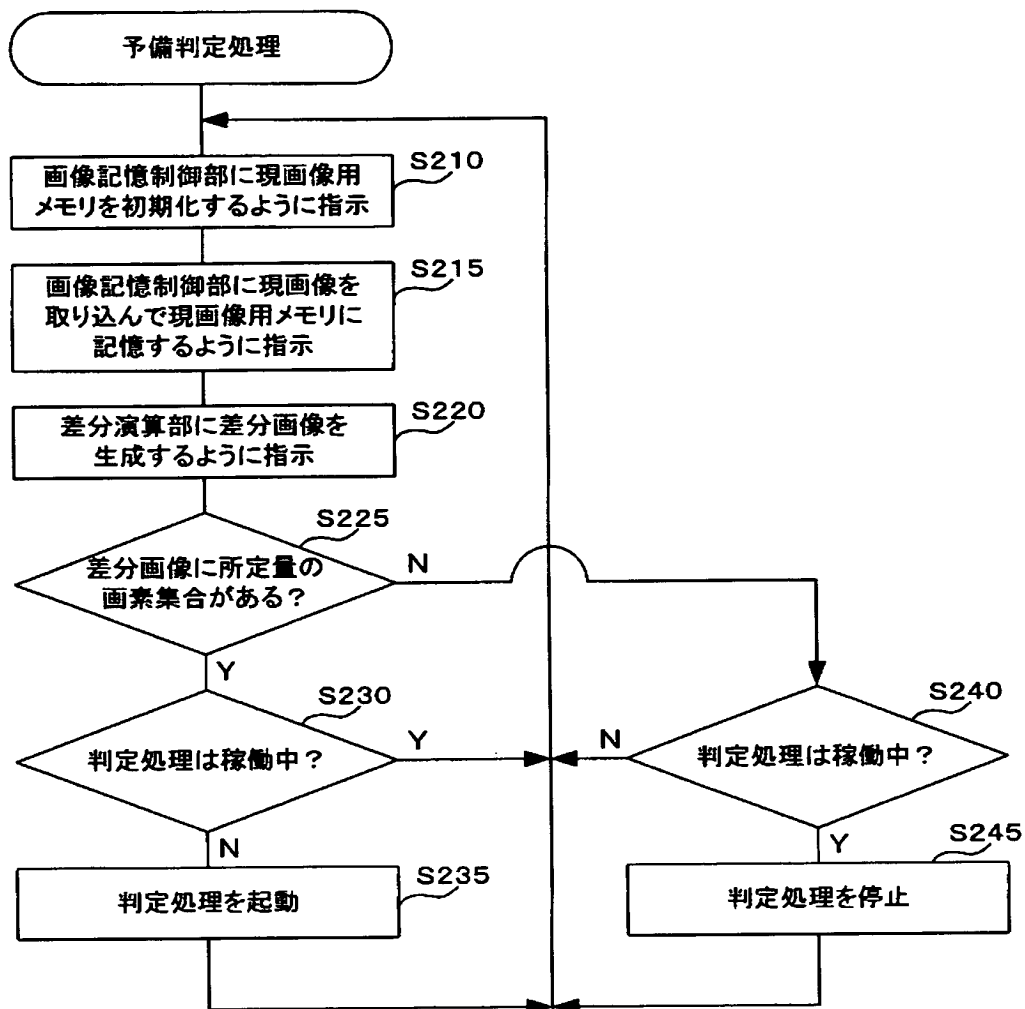 予備判定処理
S210
画像記憶制御部に現画像用
メモリを初期化するように指示
S215
画像記憶制御部に現画像を
取り込んで現画像用メモリに
記憶するように指示
S220
差分演算部に差分画像を
生成するように指示
S225
差分画像に所定量の
画素集合がある？
N
Y
S230
判定処理は稼働中？
Y
N
S235
判定処理を起動
S240
判定処理は稼働中？
N
Y
S245
判定処理を停止